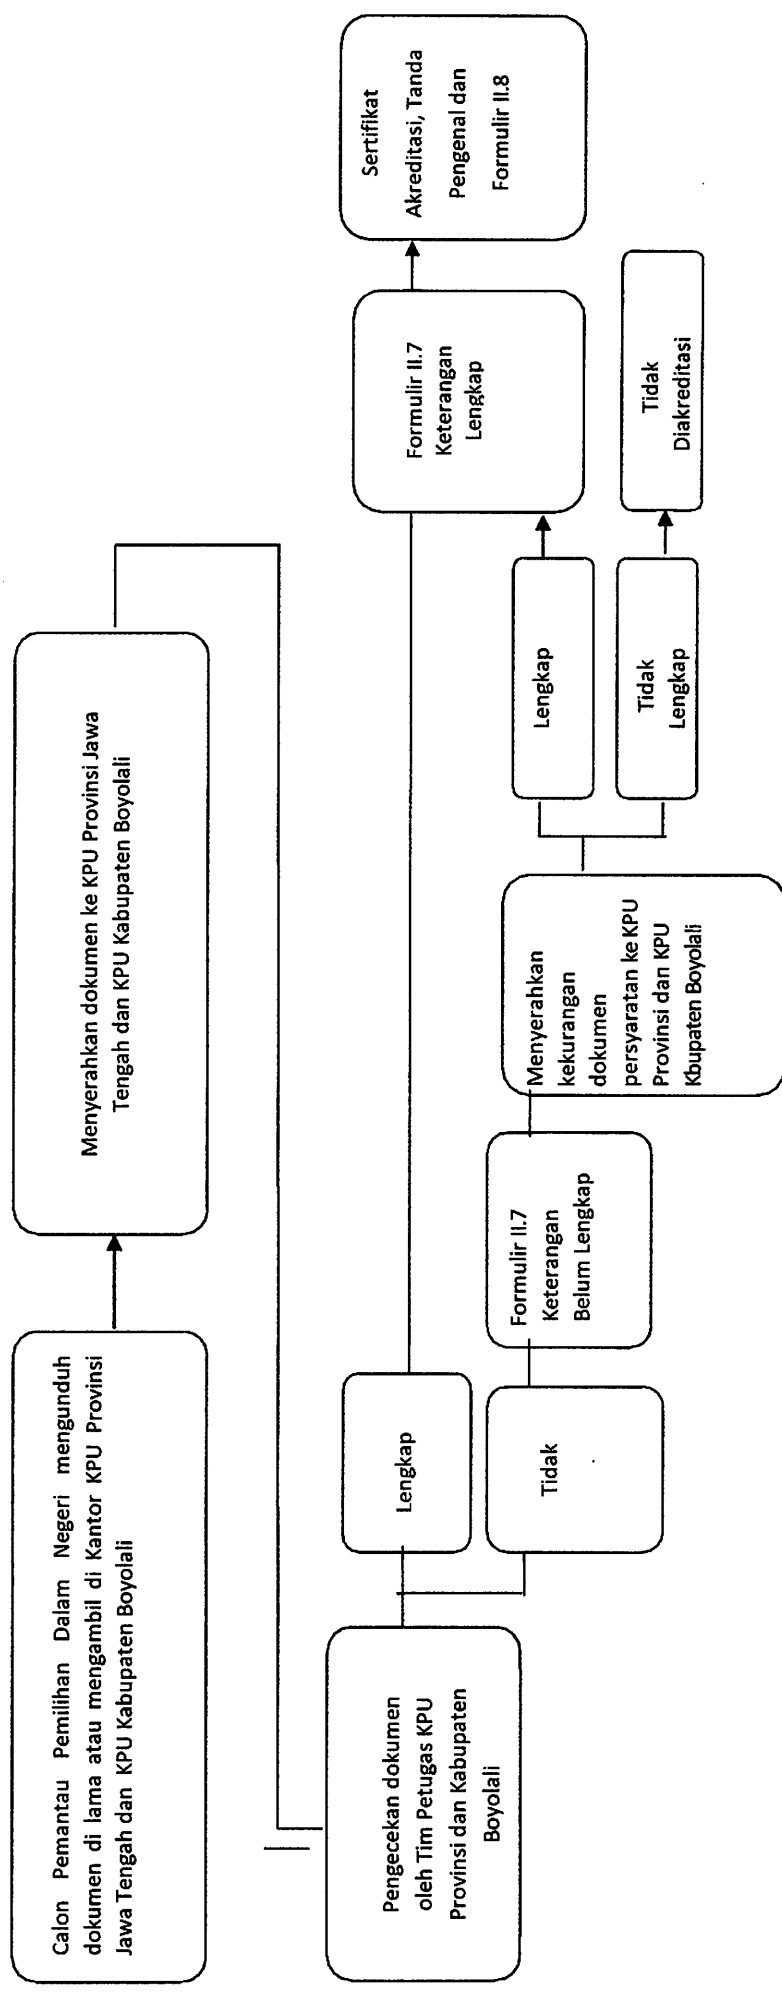 Calon Pemantau Pemilihan Dalam Negeri mengunduh
dokumen di lama atau mengambil di Kantor KPU Provinsi
Jawa Tengah dan KPU Kabupaten Boyolali
Menyerahkan dokumen ke KPU Provinsi Jawa
Tengah dan KPU Kabupaten Boyolali
Pengecekan dokumen
oleh Tim Petugas KPU
Provinsi dan Kabupaten
Boyolali
Lengkap
Formulir II.7
Keterangan
Lengkap
Sertifikat
Akreditasi, Tanda
Pengenal dan
Formulir II.8
Tidak
Formulir II.7
Keterangan
Belum Lengkap
Menyerahkan
kekurangan
dokumen
persyaratan ke KPU
Provinsi dan KPU
Kbupaten Boyolali
Lengkap
Tidak
Lengkap
Tidak
Diakreditasi